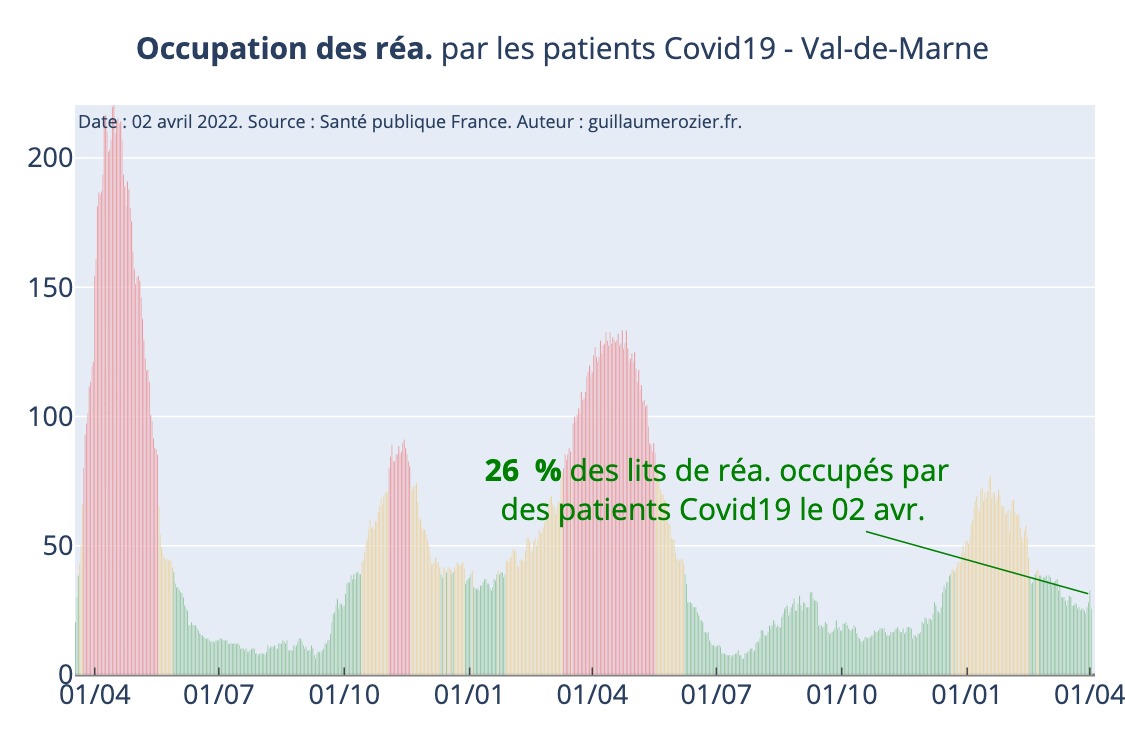 Occupation des réa. par les patients Covid19 - Val-de-Marne
Date : 02 avril 2022. Source : Santé publique France. Auteur : guillaumerozier.fr.
200
150
100
50
0
26 % des lits de réa. occupés par
des patients Covid19 le 02 avr.
01/04 01/07 01/10 01/01 01/04 01/07 01/10 01/01 01/04